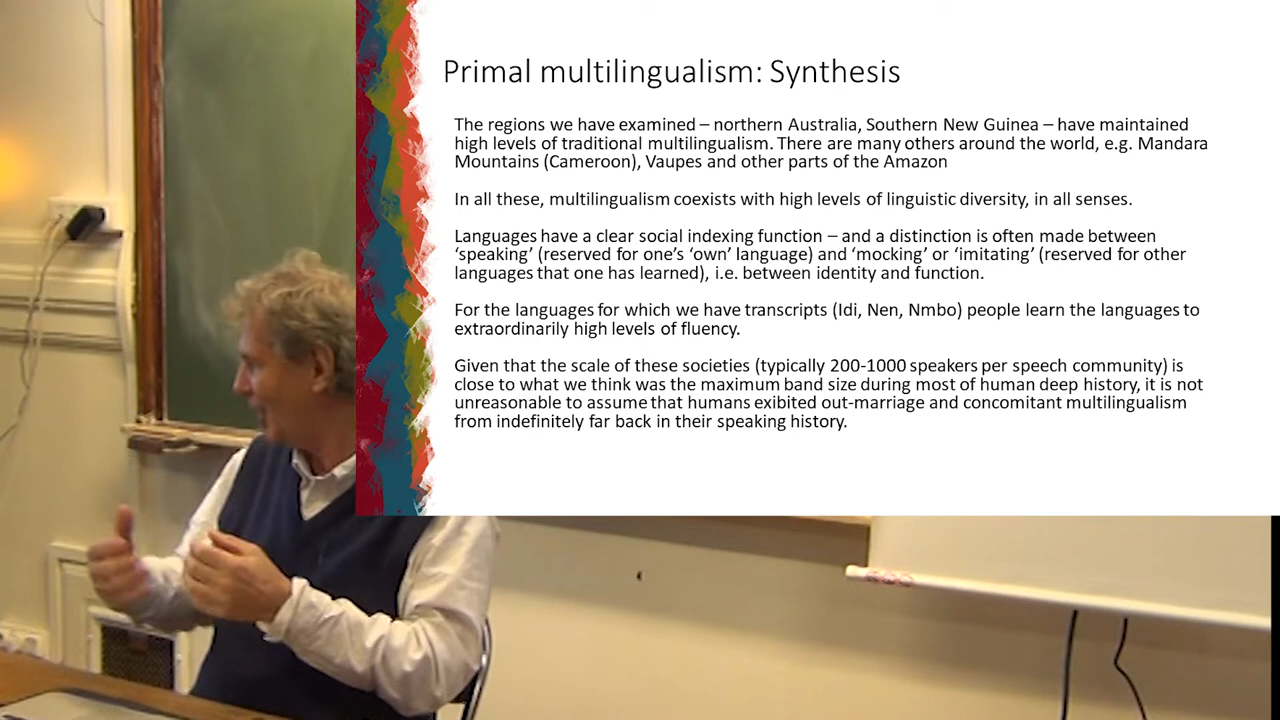 Primal multilingualism: Synthesis
The regions we have examined – northern Australia, Southern New Guinea – have maintained
high levels of traditional multilingualism. There are many others around the world, e.g. Mandara
Mountains (Cameroon), Vaupes and other parts of the Amazon
In all these, multilingualism coexists with high levels of linguistic diversity, in all senses.
Languages have a clear social indexing function – and a distinction is often made between
‘speaking’ (reserved for one’s ‘own’ language) and ‘mocking’ or ‘imitating’ (reserved for other
languages that one has learned), i.e. between identity and function.
For the languages for which we have transcripts (Idi, Nen, Nmbo) people learn the languages to
extraordinarily high levels of fluency.
Given that the scale of these societies (typically 200-1000 speakers per speech community) is
close to what we think was the maximum band size during most of human deep history, it is not
unreasonable to assume that humans exibited out-marriage and concomitant multilingualism
from indefinitely far back in their speaking history.